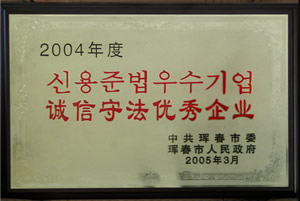 2004年度
신용준법우수기업
诚信守法优秀企业
中共珲春市委
珲春市人民政府
2005年3月